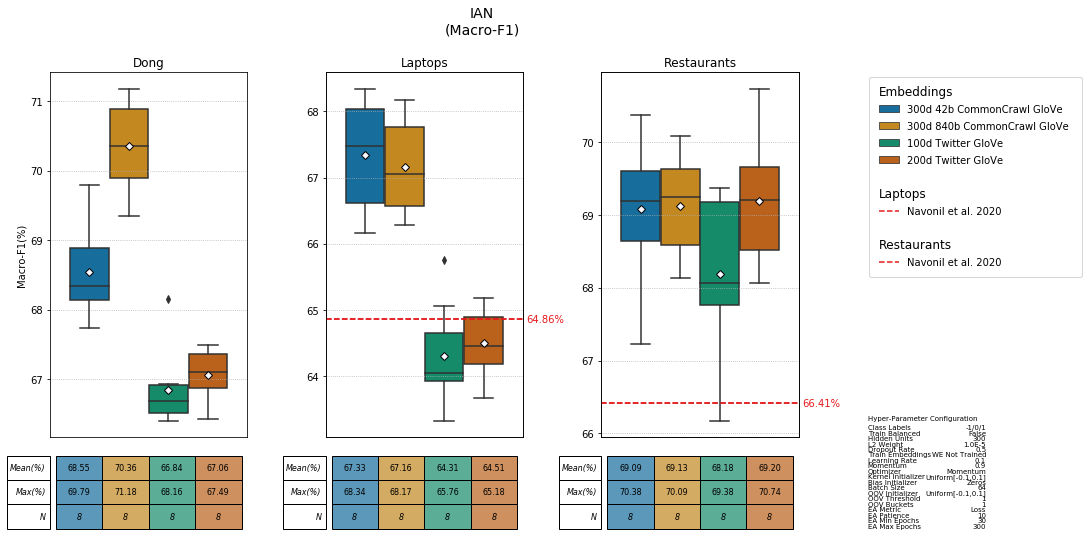 IAN
(Macro-F1)
Dong
Laptops
Restaurants
Macro-F1(%)
71
70
69
68
67
68
67
66
65
64
64.86%
70
69
68
67
66
66.41%
Embeddings
300d 42b CommonCrawl GloVe
300d 840b CommonCrawl GloVe
100d Twitter GloVe
200d Twitter GloVe
Laptops
Navonil et al. 2020
Restaurants
Navonil et al. 2020
Mean(%) 68.55 70.36 66.84 67.06
Max(%) 69.79 71.18 68.16 67.49
N 8 8 8 8
Mean(%) 67.33 67.16 64.31 64.51
Max(%) 68.34 68.17 65.76 65.18
N 8 8 8 8
Mean(%) 69.09 69.13 68.18 69.20
Max(%) 70.38 70.09 69.38 70.74
N 8 8 8 8
Hyper-Parameter Configuration
Class Labels -1/0/1
Train Balanced False
Hidden Units 300
L2 Weight 1.0E-5
Dropout Rate 0.5
Train Embeddings WE Not Trained
Learning Rate 0.1
Momentum 0.9
Optimizer Momentum
Kernel Initializer Uniform[-0.1,0.1]
Bias Initializer Zeros
Batch Size 64
OOV Initializer Uniform[-0.1,0.1]
OOV Threshold 1
OOV Buckets 1
EA Metric Loss
EA Patience 10
EA Min Epochs 30
EA Max Epochs 300